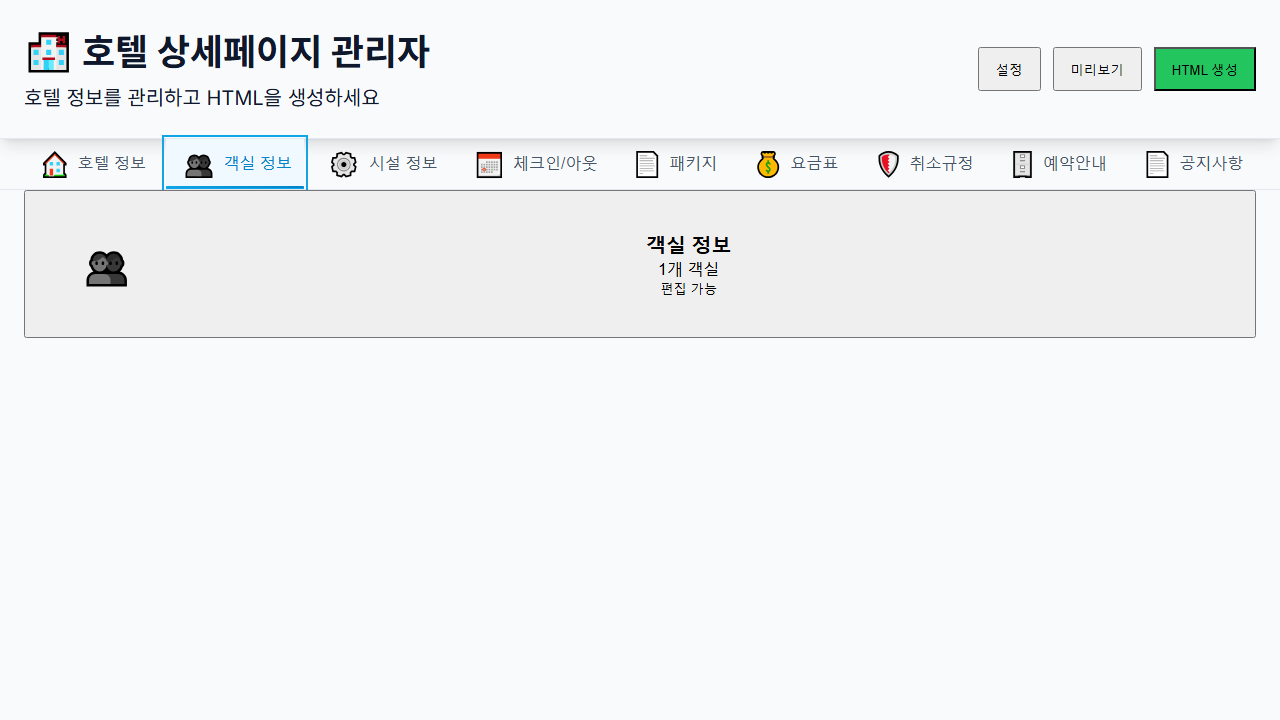 호텔 상세페이지 관리자
호텔 정보를 관리하고 HTML을 생성하세요
설정
미리보기
HTML 생성
호텔 정보
객실 정보
시설 정보
체크인/아웃
패키지
요금표
취소규정
예약안내
공지사항
객실 정보
1개 객실
편집 가능